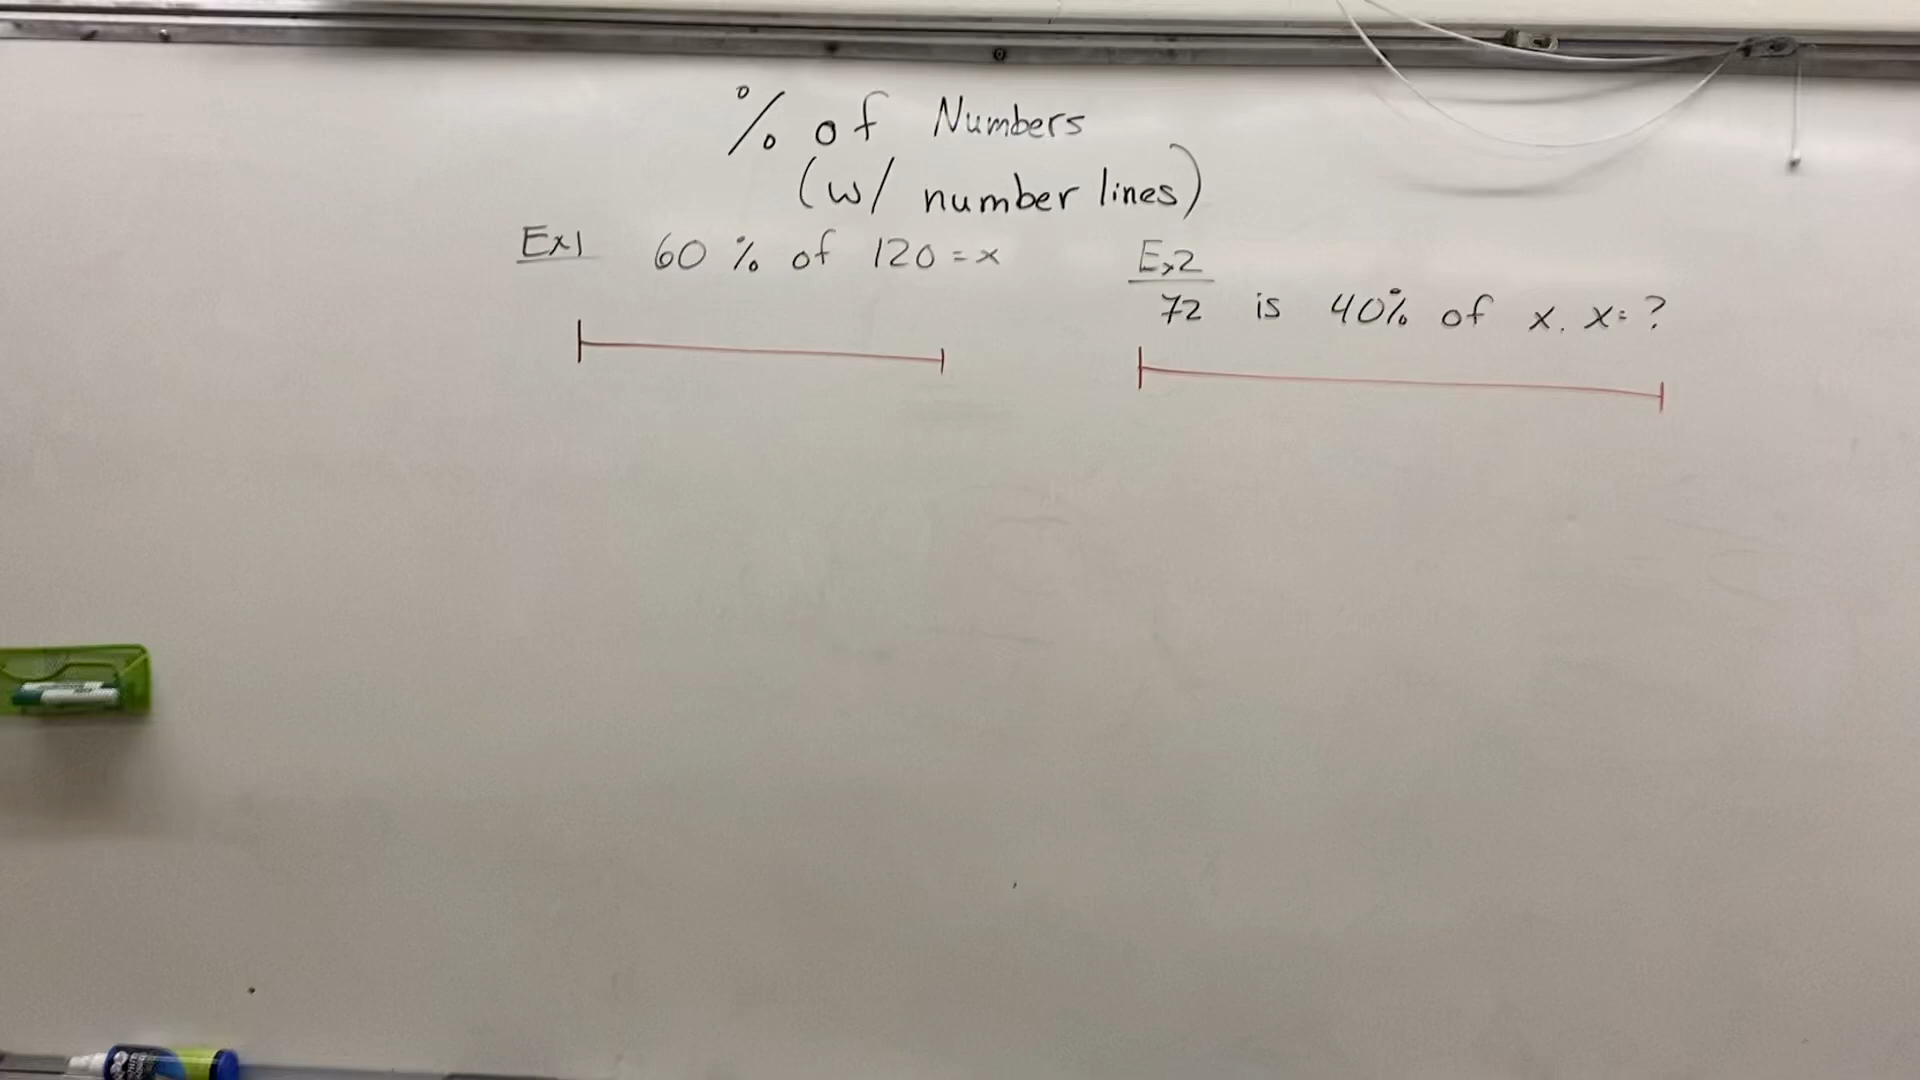 % of Numbers
(w/ number lines)
Ex1 60 % of 120 = x
Ex2
72 is 40% of x. x = ?